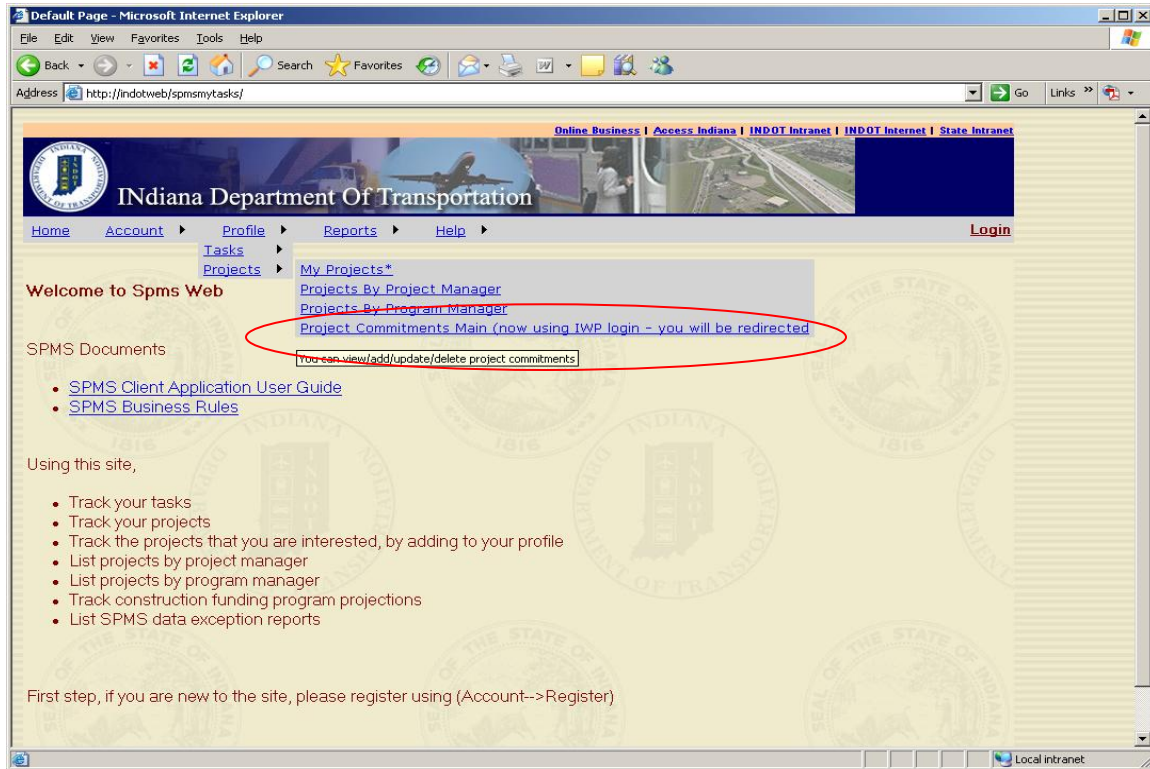 Default Page - Microsoft Internet Explorer
File Edit View Favorites Tools Help
Back Search Favorites
Address http://indotweb/spmsmytasks/ Go Links »
Online Business | Access Indiana | INDOT Intranet | INDOT Internet | State Intranet
INDIANA
DEPARTMENT OF TRANSPORTATION
INDOT
INdiana Department Of Transportation
Home Account Profile Reports Help Login
Tasks
Projects My Projects*
Projects By Project Manager
Projects By Program Manager
Project Commitments Main (now using IWP login - you will be redirected
You can view/add/update/delete project commitments
Welcome to Spms Web
SPMS Documents
• SPMS Client Application User Guide
• SPMS Business Rules
Using this site,
• Track your tasks
• Track your projects
• Track the projects that you are interested, by adding to your profile
• List projects by project manager
• List projects by program manager
• Track construction funding program projections
• List SPMS data exception reports
First step, if you are new to the site, please register using (Account-->Register)
Local intranet